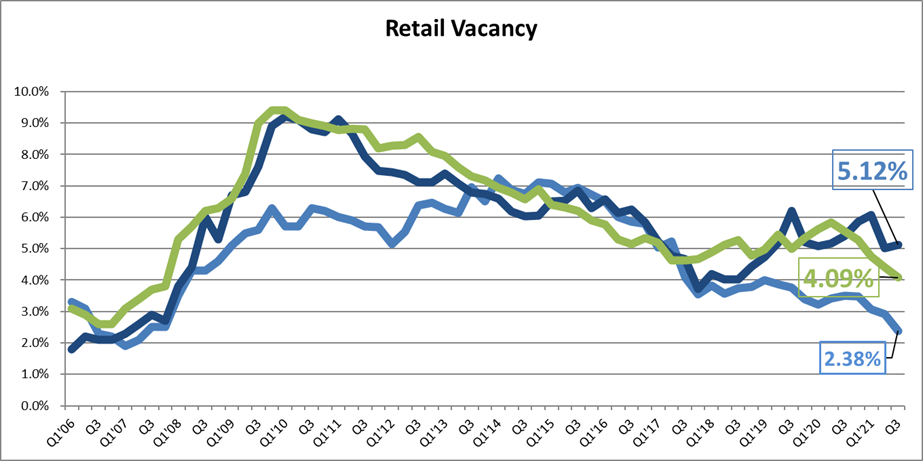 Retail Vacancy
10.0%
9.0%
8.0%
7.0%
6.0%
5.0%
4.0%
3.0%
2.0%
1.0%
0.0%
5.12%
4.09%
2.38%
Q1'06
Q3
Q1'07
Q3
Q1'08
Q3
Q1'09
Q3
Q1'10
Q3
Q1'11
Q3
Q1'12
Q3
Q1'13
Q3
Q1'14
Q3
Q1'15
Q3
Q1'16
Q3
Q1'17
Q3
Q1'18
Q3
Q1'19
Q3
Q1'20
Q3
Q1'21
Q3